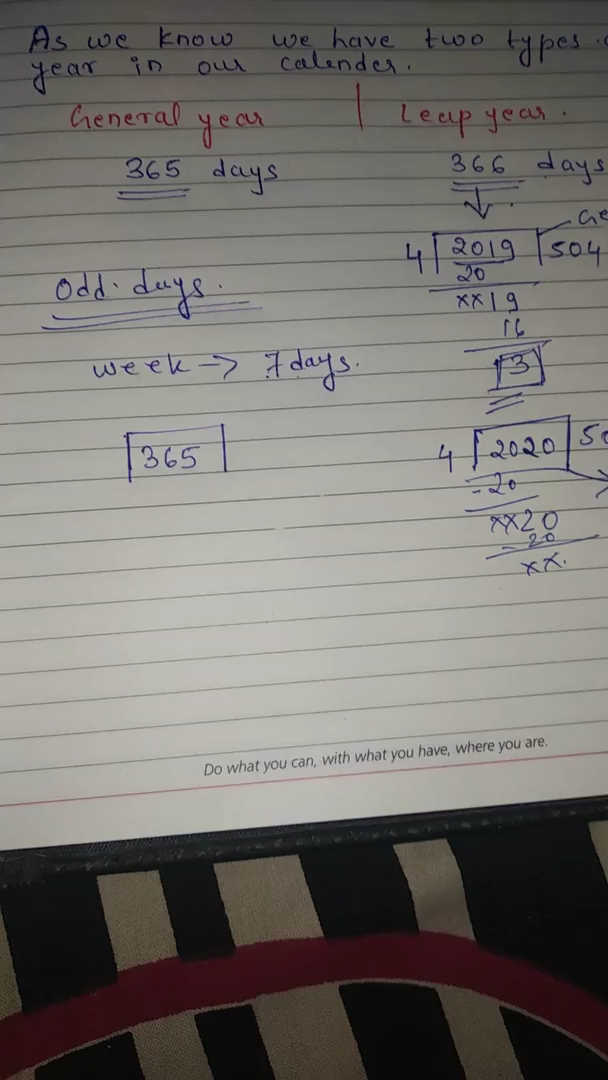 As we know we have two types
year in our calender.
General year | Leap year.
365 days
366 days
4 2019 504
20
xx19
16
3
Odd. days.
week -> 7 days.
365
4 2020
-20
xx20
-20
xx.
Do what you can, with what you have, where you are.